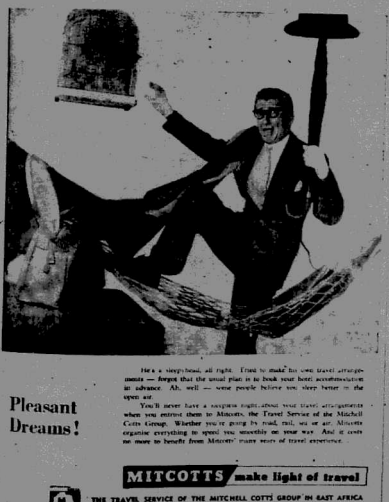 He's a sleepyhead, all right. Tried to make his own travel arrange-
ments — forgot that the usual plan is to book your hotel accommodation
in advance. Ah, well — some people believe you sleep better in the
open air.
You'll never have a sleepless night about your travel arrangements
when you entrust them to Mitcotts, the Travel Service of the Mitchell
Cotts Group. Whether you're going by road, rail, sea or air, Mitcotts
organise everything to speed you smoothly on your way. And it costs
no more to benefit from Mitcotts' many years of travel experience.
Pleasant
Dreams!
MITCOTTS make light of travel
THE TRAVEL SERVICE OF THE MITCHELL COTTS GROUP IN EAST AFRICA